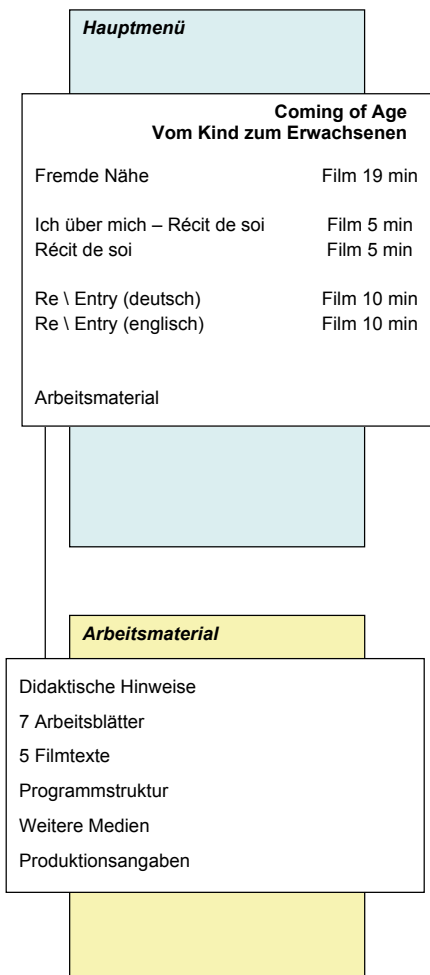 Hauptmenü
Coming of Age
Vom Kind zum Erwachsenen
Fremde Nähe Film 19 min
Ich über mich – Récit de soi Film 5 min
Récit de soi Film 5 min
Re \ Entry (deutsch) Film 10 min
Re \ Entry (englisch) Film 10 min
Arbeitsmaterial
Arbeitsmaterial
Didaktische Hinweise
7 Arbeitsblätter
5 Filmtexte
Programmstruktur
Weitere Medien
Produktionsangaben